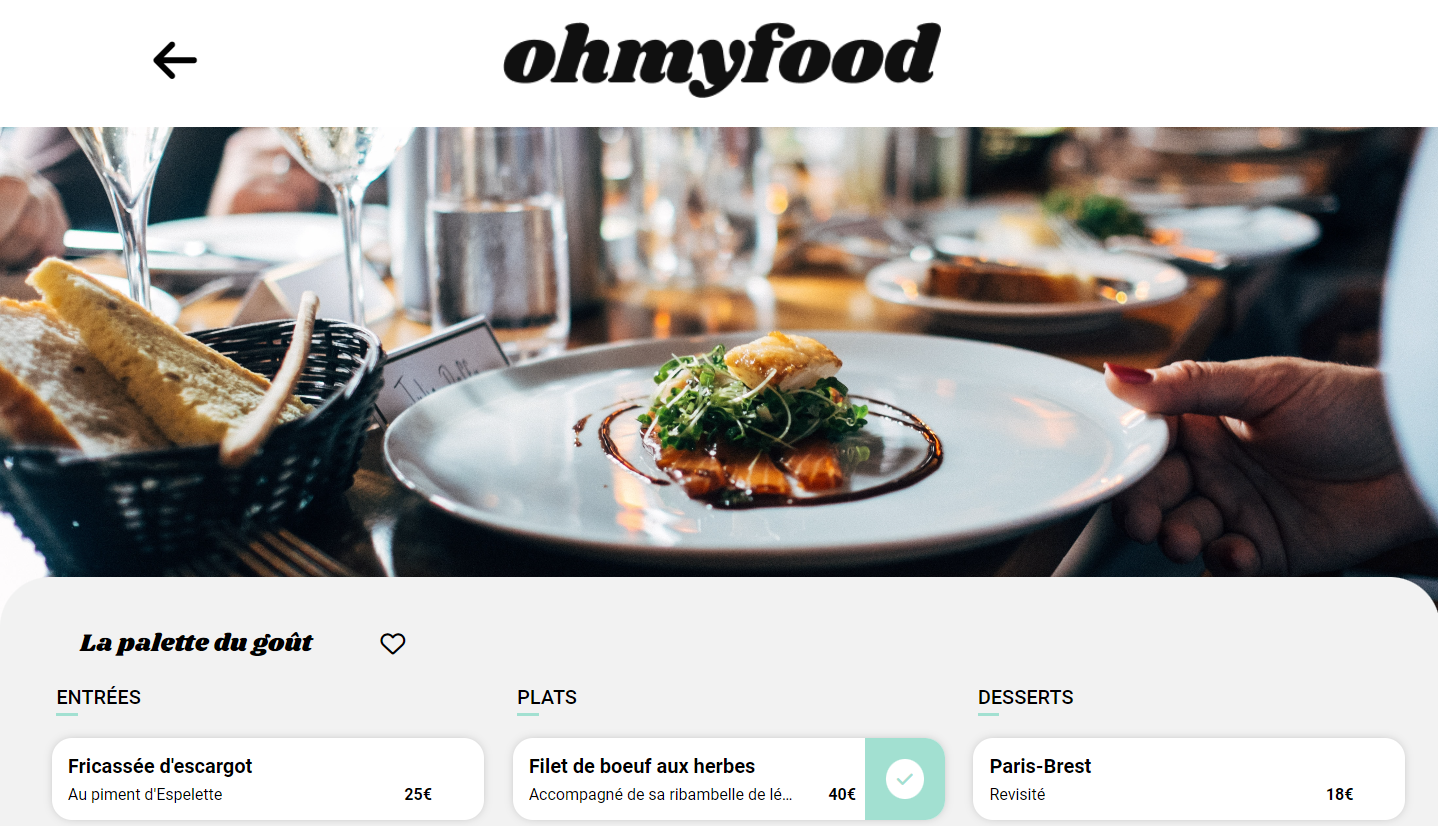 ohmyfood
La palette du goût
ENTRÉES
Fricassée d'escargot
Au piment d'Espelette 25€
PLATS
Filet de boeuf aux herbes
Accompagné de sa ribambelle de lé... 40€
DESSERTS
Paris-Brest
Revisité 18€